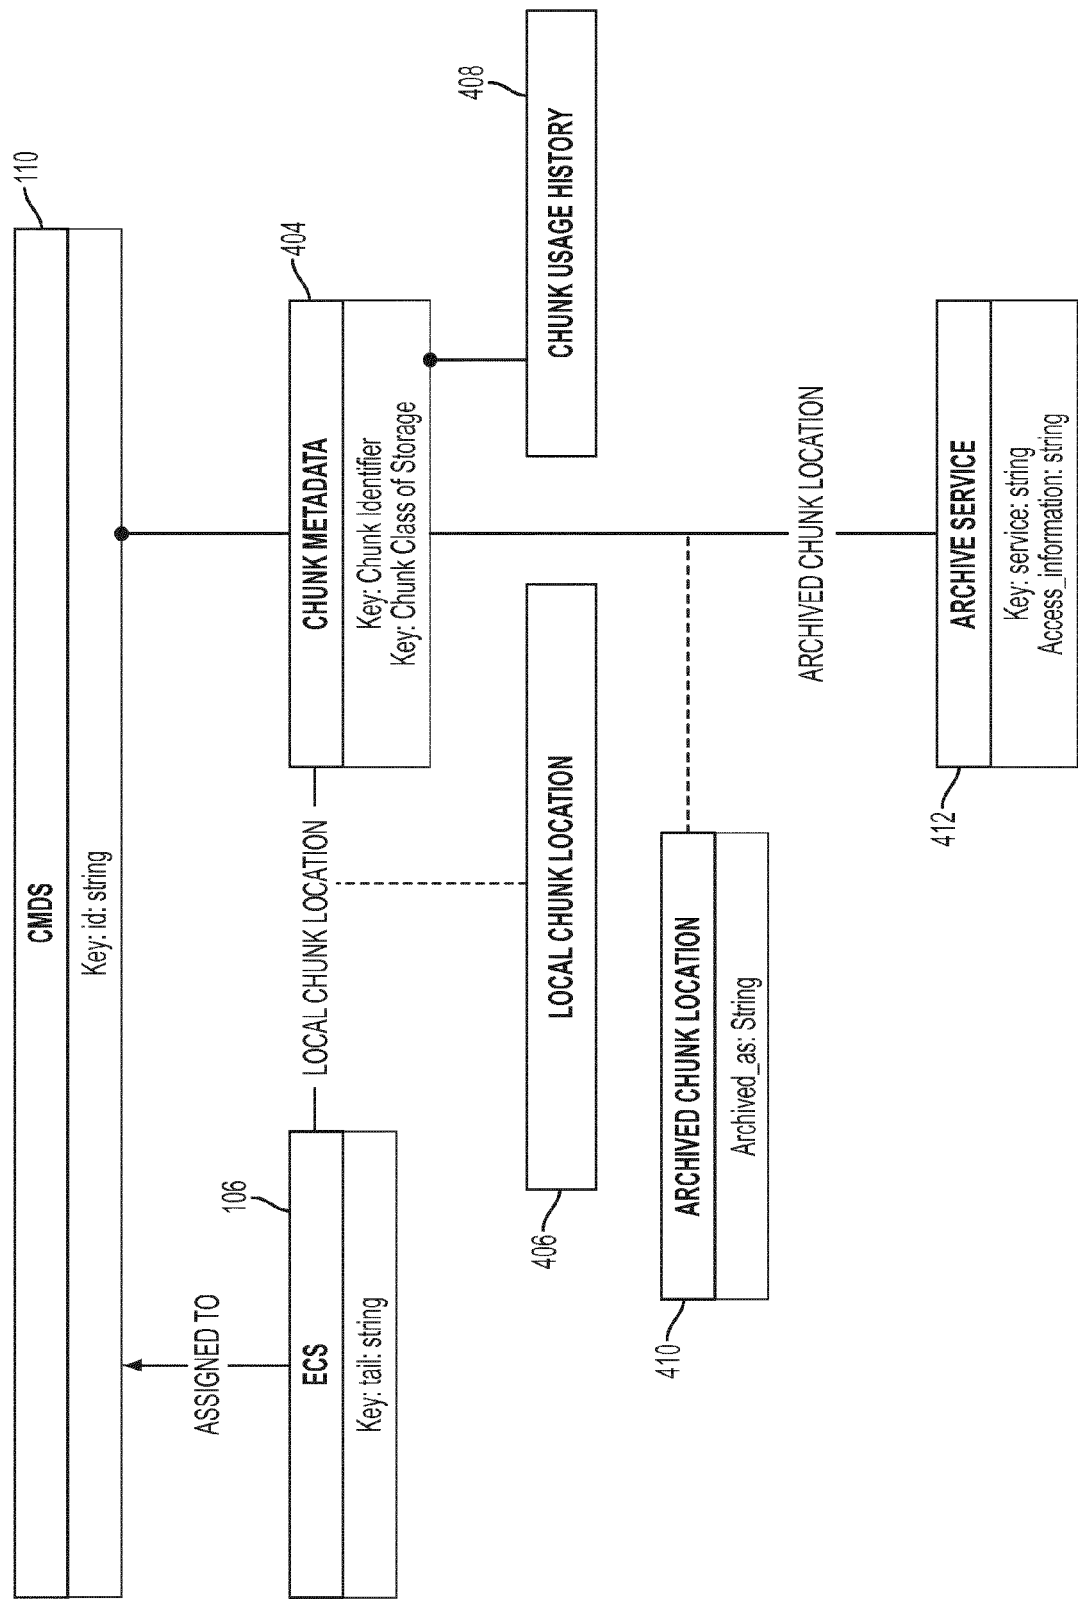 CMDS
110
Key: id: string
ASSIGNED TO
106
ECS
Key: tail: string
LOCAL CHUNK LOCATION
404
CHUNK METADATA
Key: Chunk Identifier
Key: Chunk Class of Storage
406
LOCAL CHUNK LOCATION
408
CHUNK USAGE HISTORY
410
ARCHIVED CHUNK LOCATION
Archived_as: String
ARCHIVED CHUNK LOCATION
412
ARCHIVE SERVICE
Key: service: string
Access_information: string